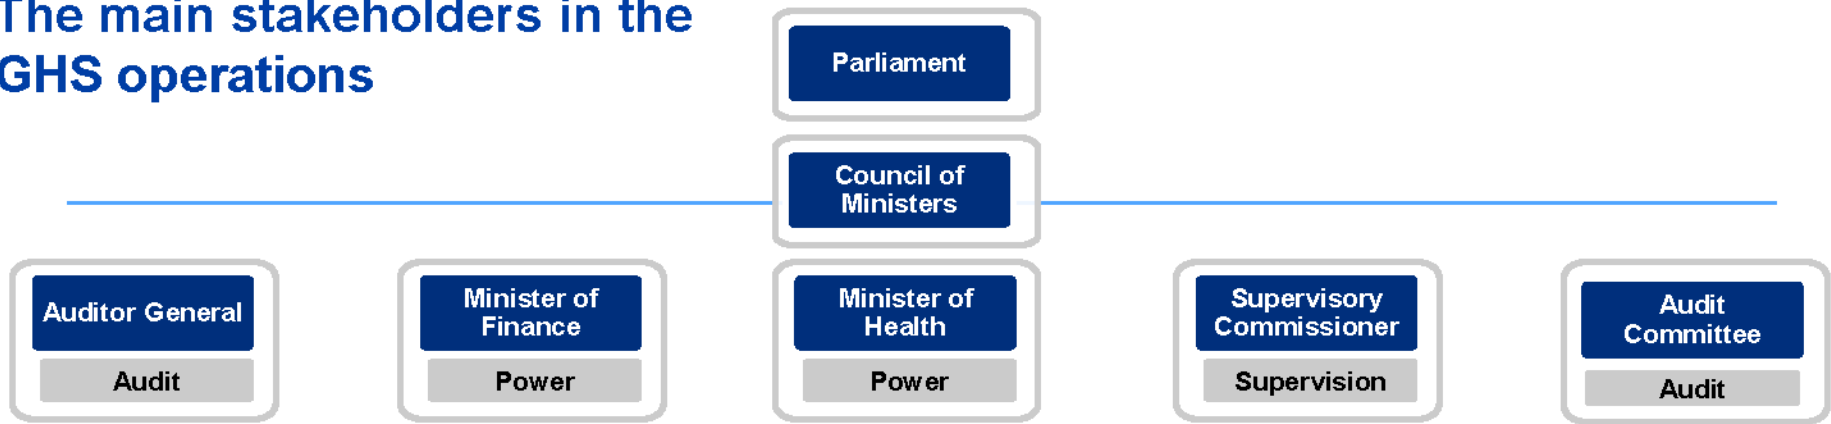 The main stakeholders in the
GHS operations
Parliament
Council of
Ministers
Auditor General
Audit
Minister of
Finance
Power
Minister of
Health
Power
Supervisory
Commissioner
Supervision
Audit
Committee
Audit